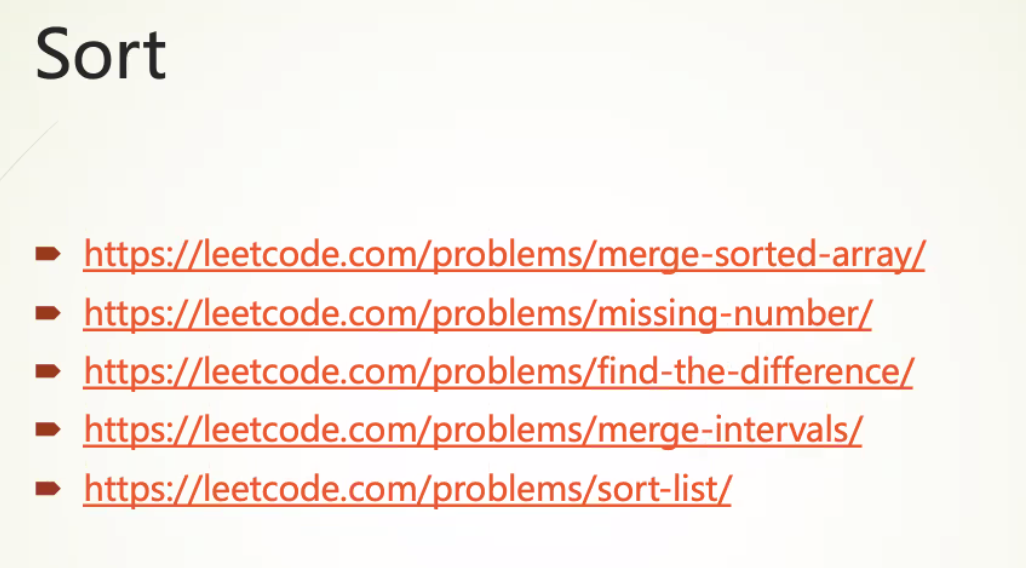 Sort
https://leetcode.com/problems/merge-sorted-array/
https://leetcode.com/problems/missing-number/
https://leetcode.com/problems/find-the-difference/
https://leetcode.com/problems/merge-intervals/
https://leetcode.com/problems/sort-list/